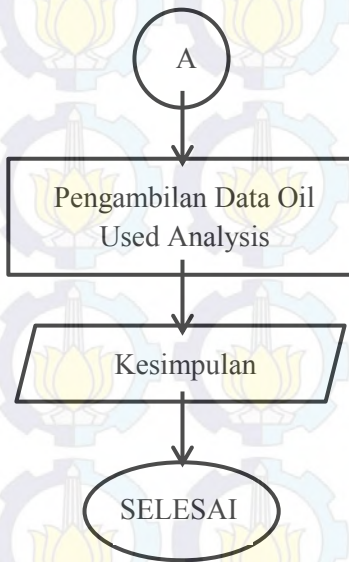 A
Pengambilan Data Oil
Used Analysis
Kesimpulan
SELESAI